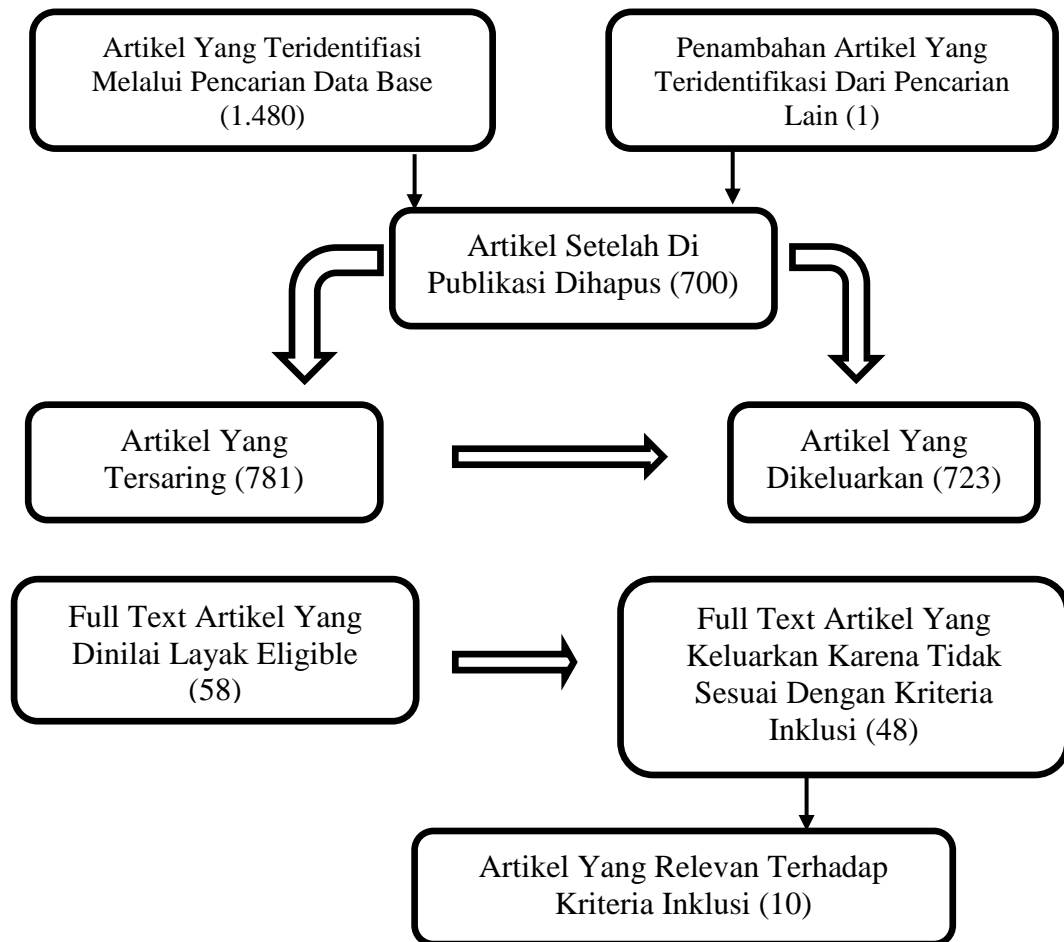 Artikel Yang Teridentifiasi
Melalui Pencarian Data Base
(1.480)
Penambahan Artikel Yang
Teridentifikasi Dari Pencarian
Lain (1)
Artikel Setelah Di
Publikasi Dihapus (700)
Artikel Yang
Tersaring (781)
Artikel Yang
Dikeluarkan (723)
Full Text Artikel Yang
Dinilai Layak Eligible
(58)
Full Text Artikel Yang
Keluarkan Karena Tidak
Sesuai Dengan Kriteria
Inklusi (48)
Artikel Yang Relevan Terhadap
Kriteria Inklusi (10)